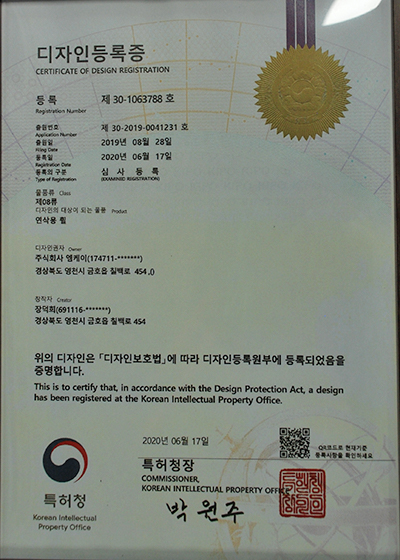 디자인등록증
CERTIFICATE OF DESIGN REGISTRATION
등록 제 30-1063788 호
Registration Number
출원번호 제 30-2019-0041231 호
Application Number
출원일 2019년 08월 28일
Filing Date
등록일 2020년 06월 17일
Registration Date
등록의 구분 심사등록
Type of Registration (EXAMINED REGISTRATION)
물품류 Class
제08류
디자인의 대상이 되는 물품 Product
연삭용 휠
디자인권자 Owner
주식회사 엠케이(174711-*******)
경상북도 영천시 금호읍 칠백로 454 ,()
창작자 Creator
장덕희(691116-*******)
경상북도 영천시 금호읍 칠백로 454
위의 디자인은 「디자인보호법」에 따라 디자인등록원부에 등록되었음을
증명합니다.
This is to certify that, in accordance with the Design Protection Act, a design
has been registered at the Korean Intellectual Property Office.
2020년 06월 17일
QR코드로 현재기준
등록사항을 확인하세요
특허청장
COMMISSIONER,
KOREAN INTELLECTUAL PROPERTY OFFICE
박원주
특허청
Korean Intellectual
Property Office